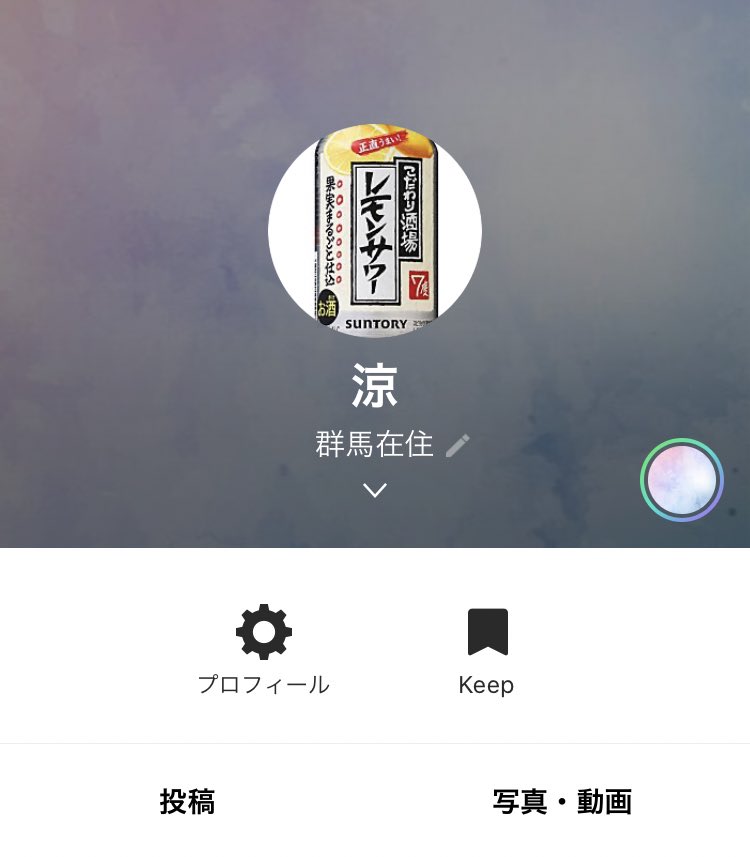 正直うまい!
こだわり酒場
レモンサワー
果実まるごと仕込
7度
お酒
SUNTORY
涼
群馬在住
プロフィール
Keep
投稿
写真・動画